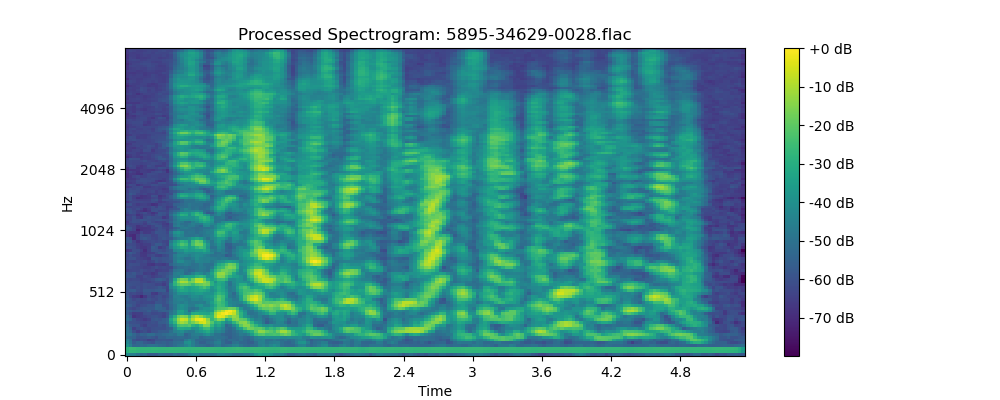 Processed Spectrogram: 5895-34629-0028.flac
Hz
4096
2048
1024
512
0
0 0.6 1.2 1.8 2.4 3 3.6 4.2 4.8
Time
+0 dB
-10 dB
-20 dB
-30 dB
-40 dB
-50 dB
-60 dB
-70 dB